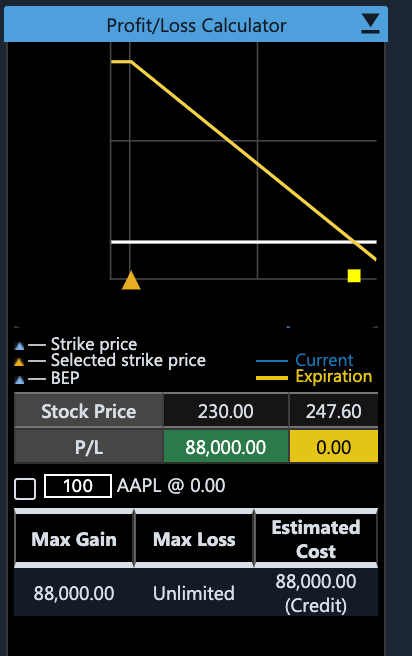 Profit/Loss Calculator
Strike price
Selected strike price
Current
BEP
Expiration
Stock Price 230.00 247.60
P/L 88,000.00 0.00
100 AAPL @ 0.00
Max Gain Max Loss Estimated Cost
88,000.00 Unlimited 88,000.00 (Credit)